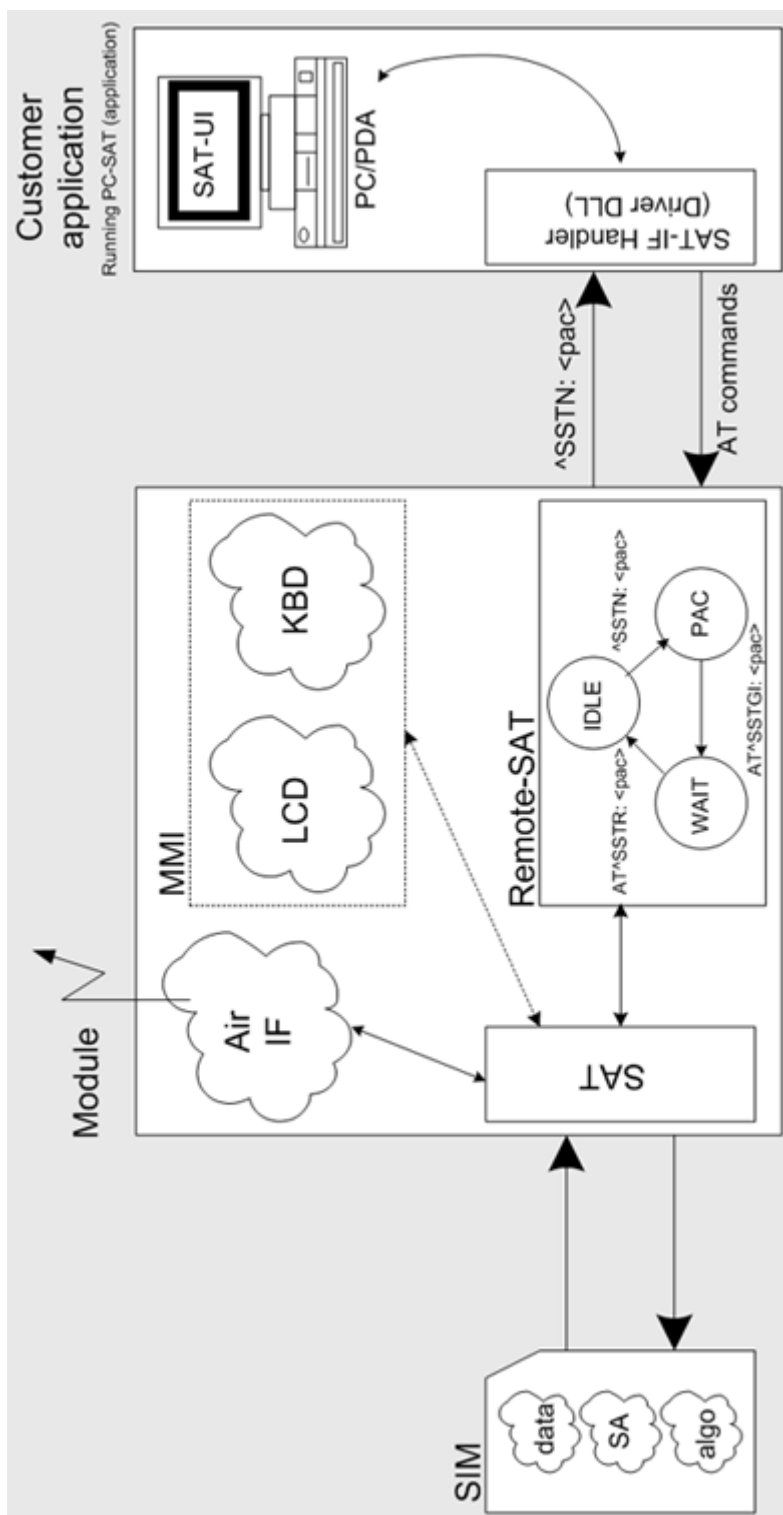 SIM
data
SA
algo
Module
Air
IF
SAT
MMI
LCD
KBD
Remote-SAT
IDLE
PAC
WAIT
^SSTN: <pac>
AT^SSTGI: <pac>
AT^SSTR: <pac>
^SSTN: <pac>
AT commands
Customer
application
Running PC-SAT (application)
SAT-UI
PC/PDA
SAT-IF Handler
(Driver DLL)